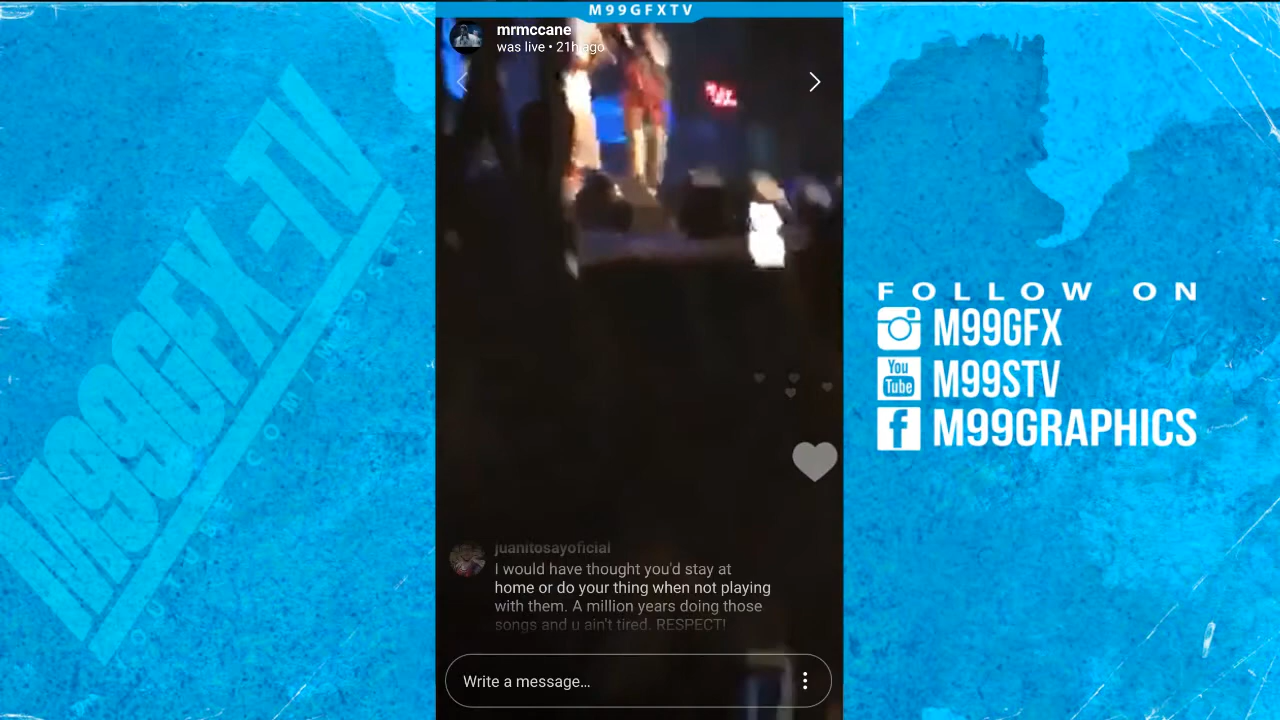 M99GFXTV
mrmccane
was live • 21h ago
M99GFX-TV
FOLLOW ON
M99GFX
You
Tube
M99STV
M99GRAPHICS
juanitosayoficial
I would have thought you'd stay at
home or do your thing when not playing
with them. A million years doing those
songs and u ain't tired. RESPECT!
Write a message...